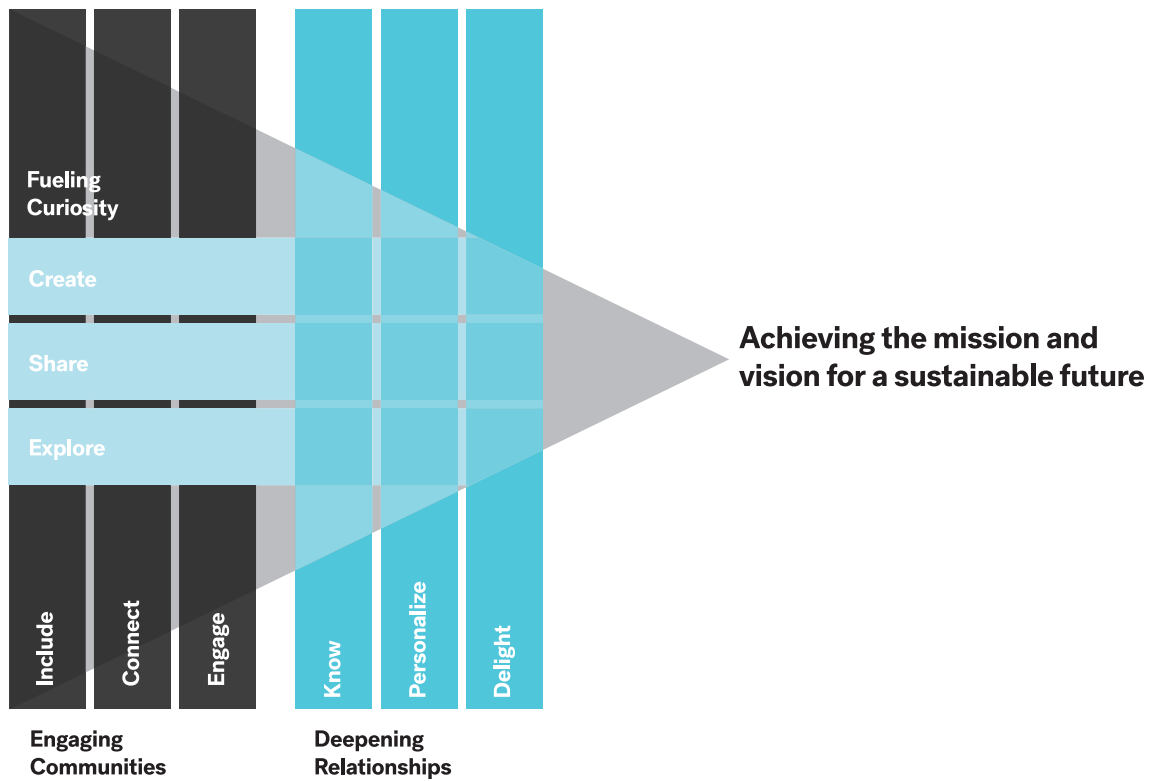 Fueling
Curiosity
Create
Share
Explore
Achieving the mission and
vision for a sustainable future
Include
Connect
Engage
Know
Personalize
Delight
Engaging
Communities
Deepening
Relationships